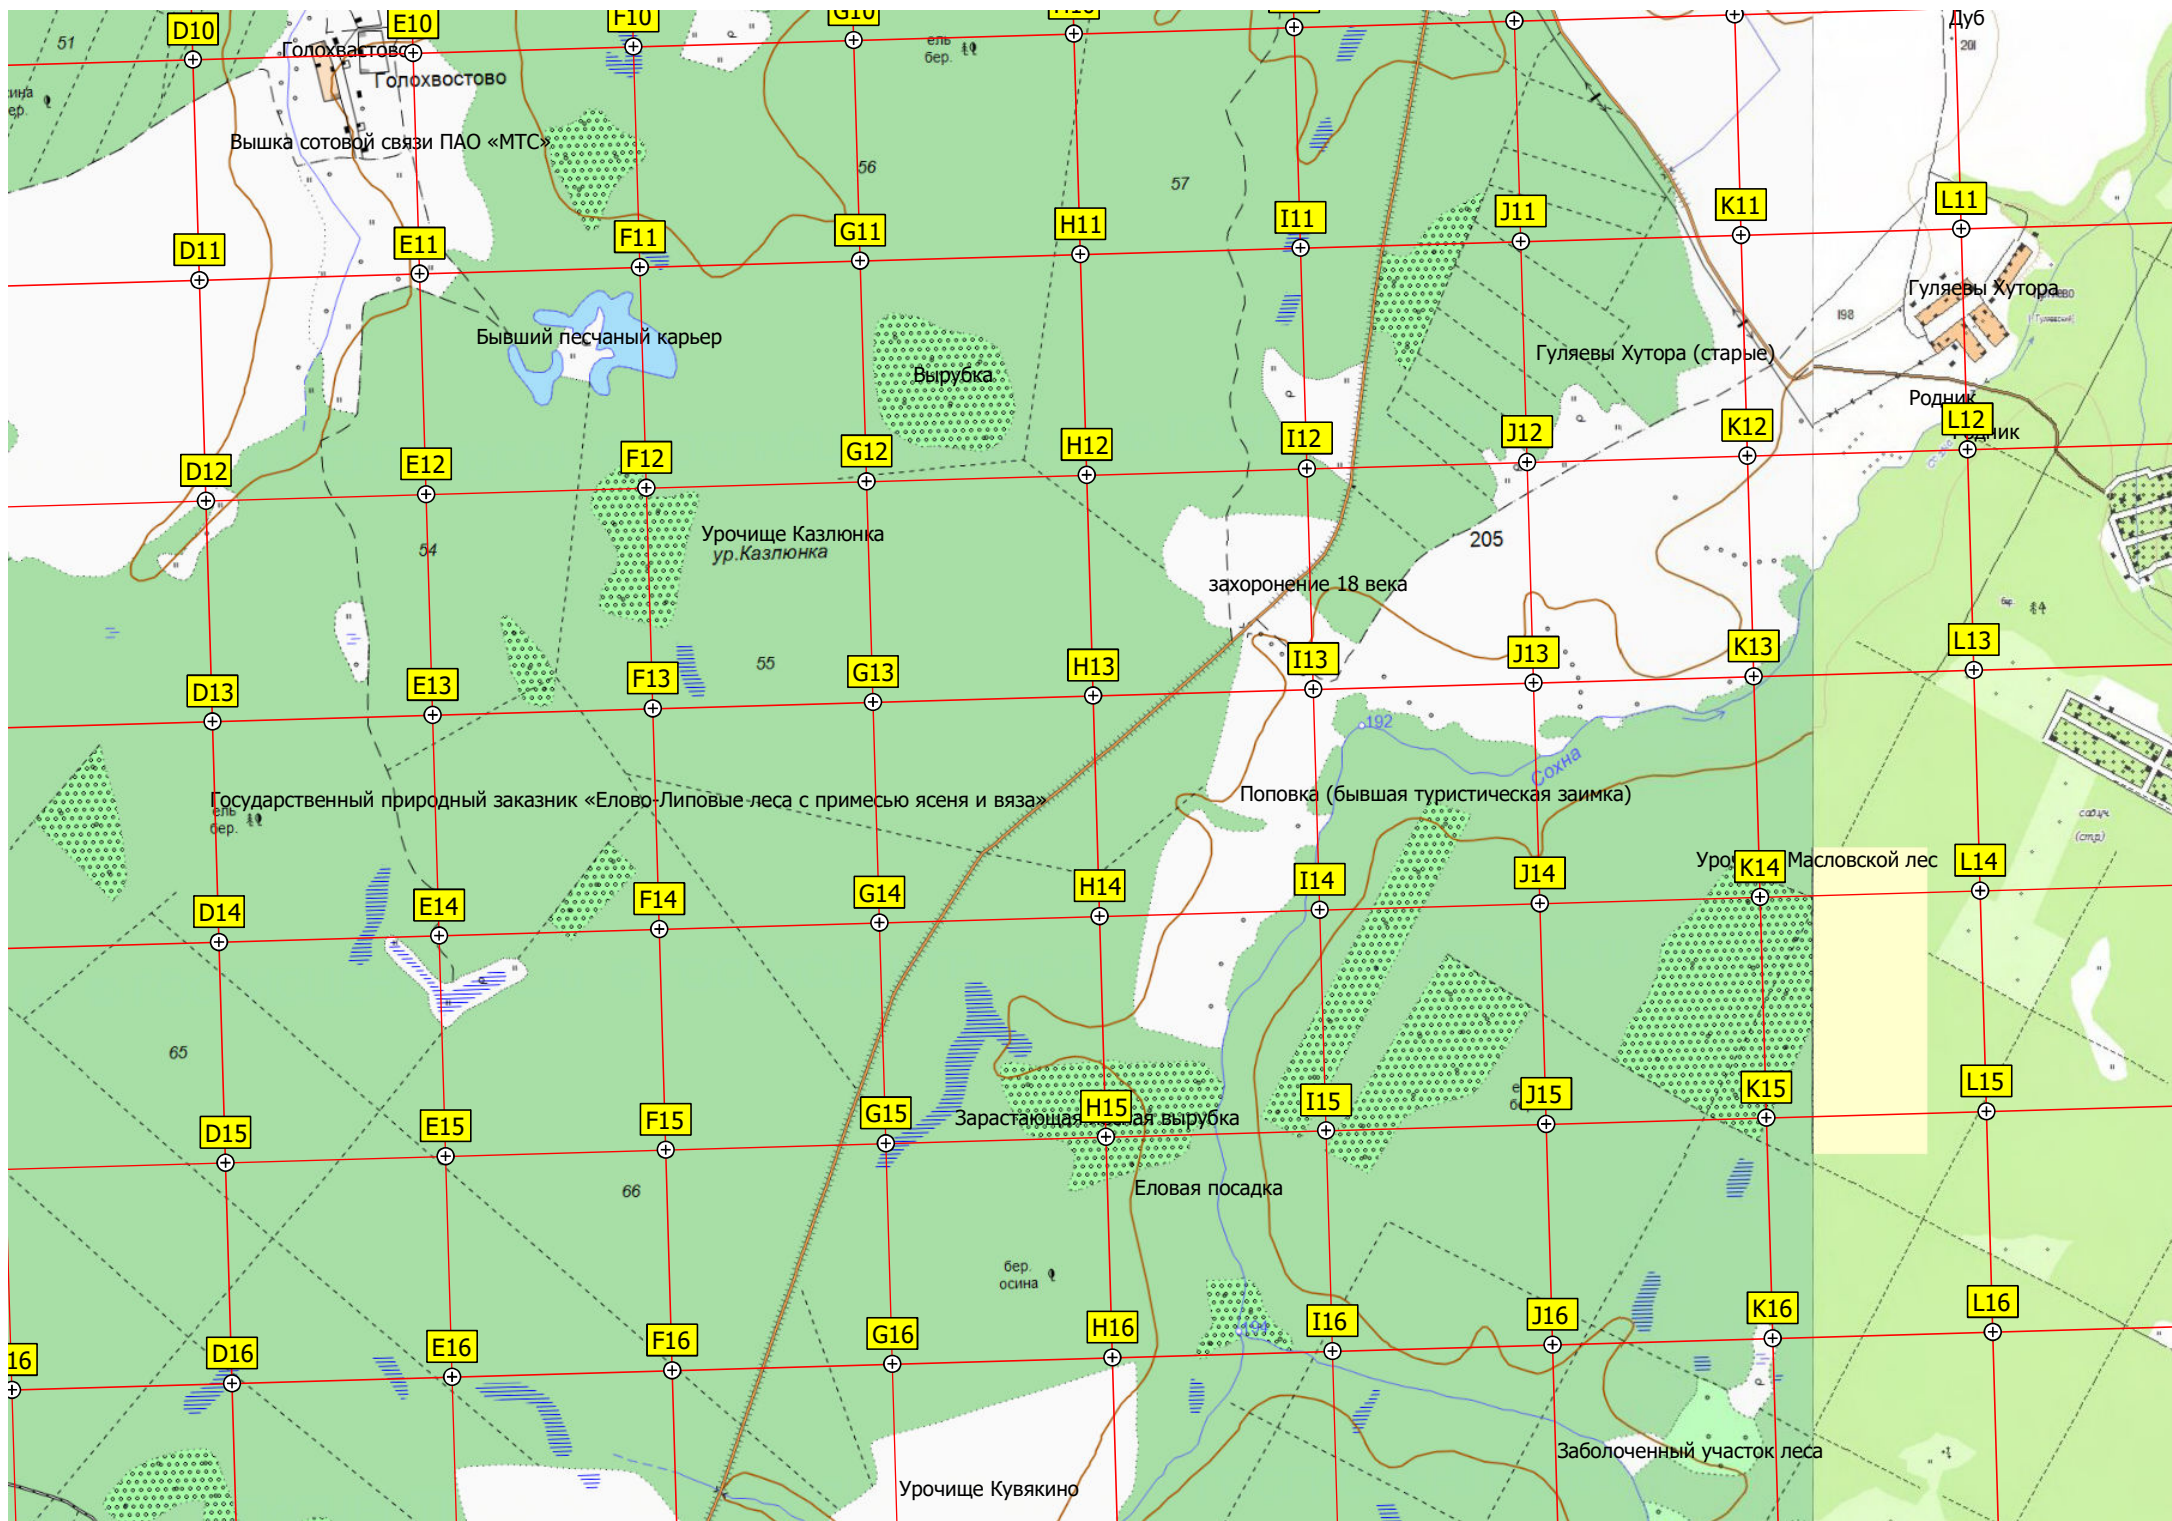 D10
E10
F10
G10
H10
Дуб
201
51
Голохвастово
Голохвостово
ель
бер.
Вышка сотовой связи ПАО «МТС»
56
57
D11
E11
F11
G11
H11
I11
J11
K11
L11
Гуляевы Хутора
198
Бывший песчаный карьер
Гуляевы Хутора (старые)
Вырубка
Родник
D12
E12
F12
G12
H12
I12
J12
K12
L12
Урочище Казлюнка
ур.Казлюнка
54
205
захоронение 18 века
55
D13
E13
F13
G13
H13
I13
J13
K13
L13
192
Сохна
Государственный природный заказник «Елово-Липовые леса с примесью ясеня и вяза»
Поповка (бывшая туристическая заимка)
ель
бер.
(стр)
Масловской лес
D14
E14
F14
G14
H14
I14
J14
K14
L14
65
D15
E15
F15
G15
H15
I15
J15
K15
L15
Зарастающая
вырубка
66
Еловая посадка
бер.
осина
16
D16
E16
F16
G16
H16
I16
J16
K16
L16
Заболоченный участок леса
Урочище Кувякино